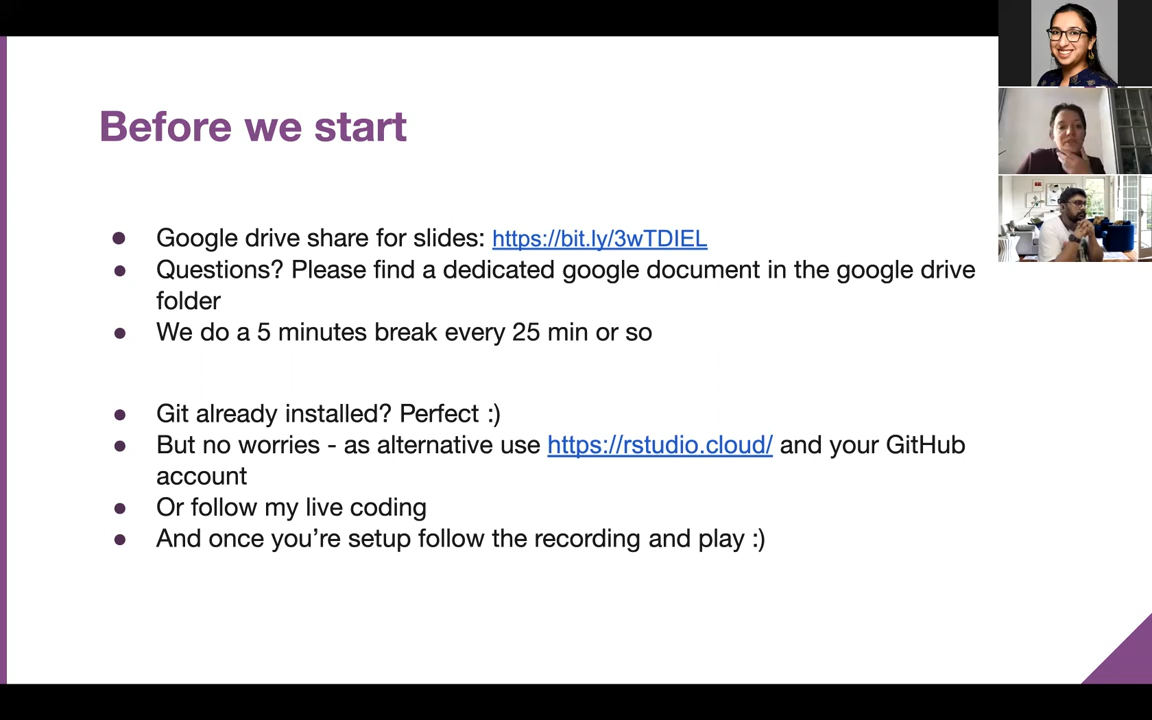 Before we start
● Google drive share for slides: https://bit.ly/3wTDIEL
● Questions? Please find a dedicated google document in the google drive
folder
● We do a 5 minutes break every 25 min or so
● Git already installed? Perfect :)
● But no worries - as alternative use https://rstudio.cloud/ and your GitHub
account
● Or follow my live coding
● And once you’re setup follow the recording and play :)